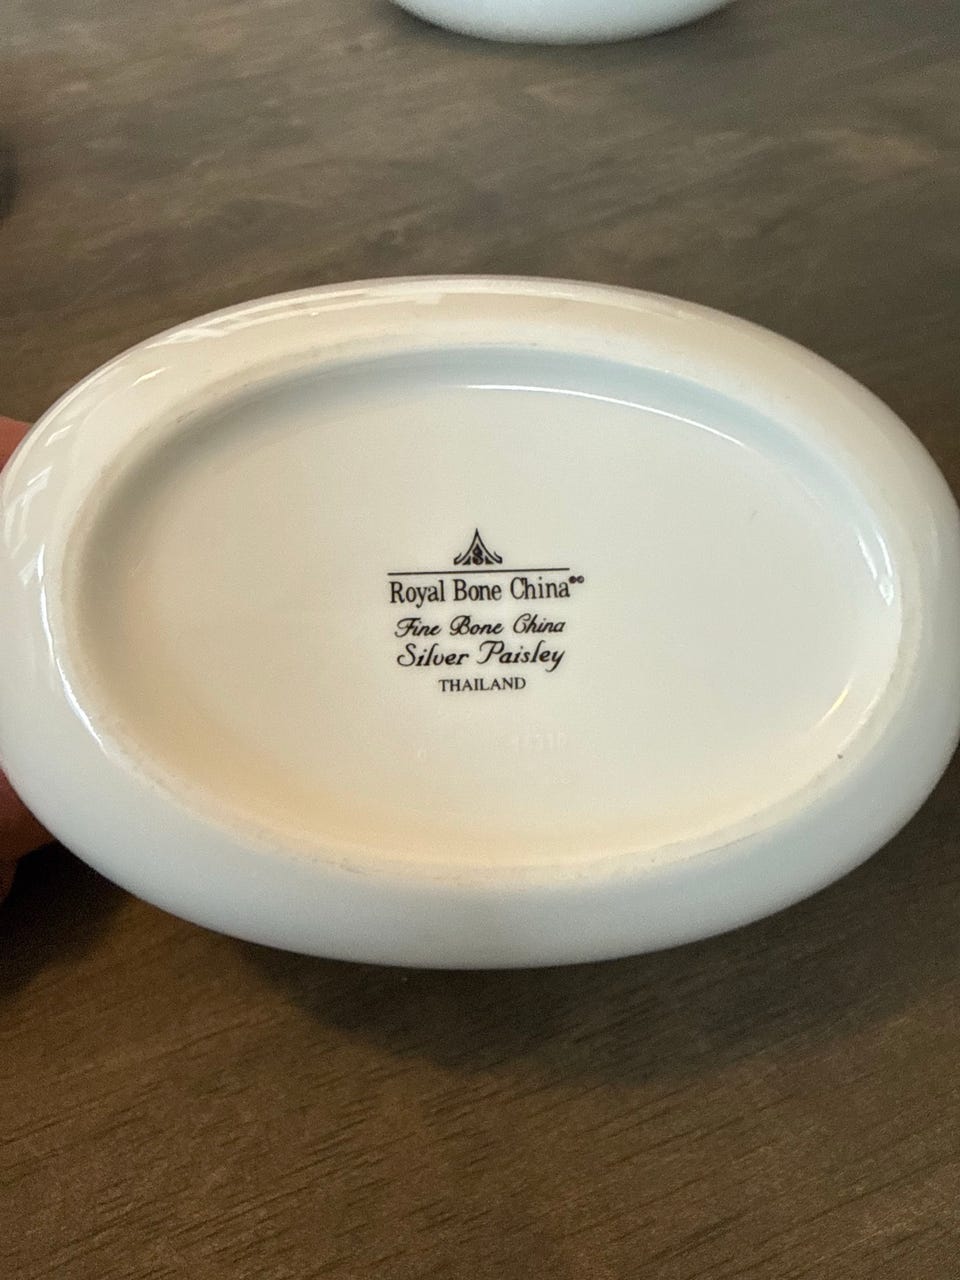 Royal Bone China
Fine Bone China
Silver Paisley
THAILAND